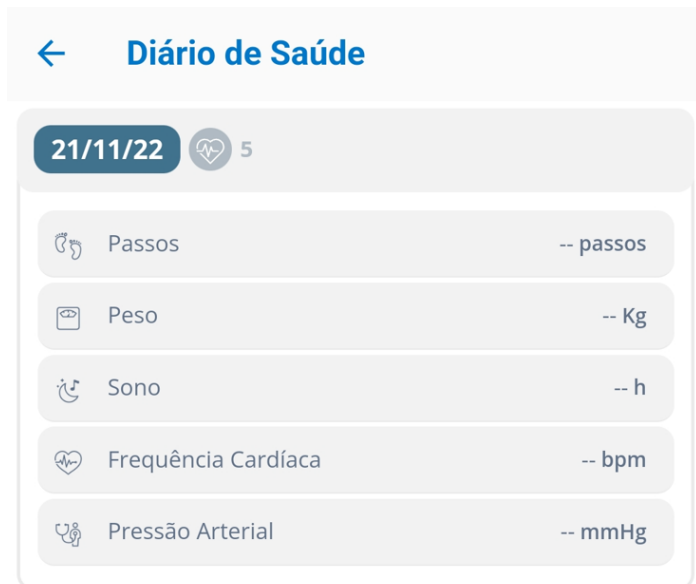 Diário de Saúde
21/11/22 5
Passos -- passos
Peso -- Kg
Sono -- h
Frequência Cardíaca -- bpm
Pressão Arterial -- mmHg